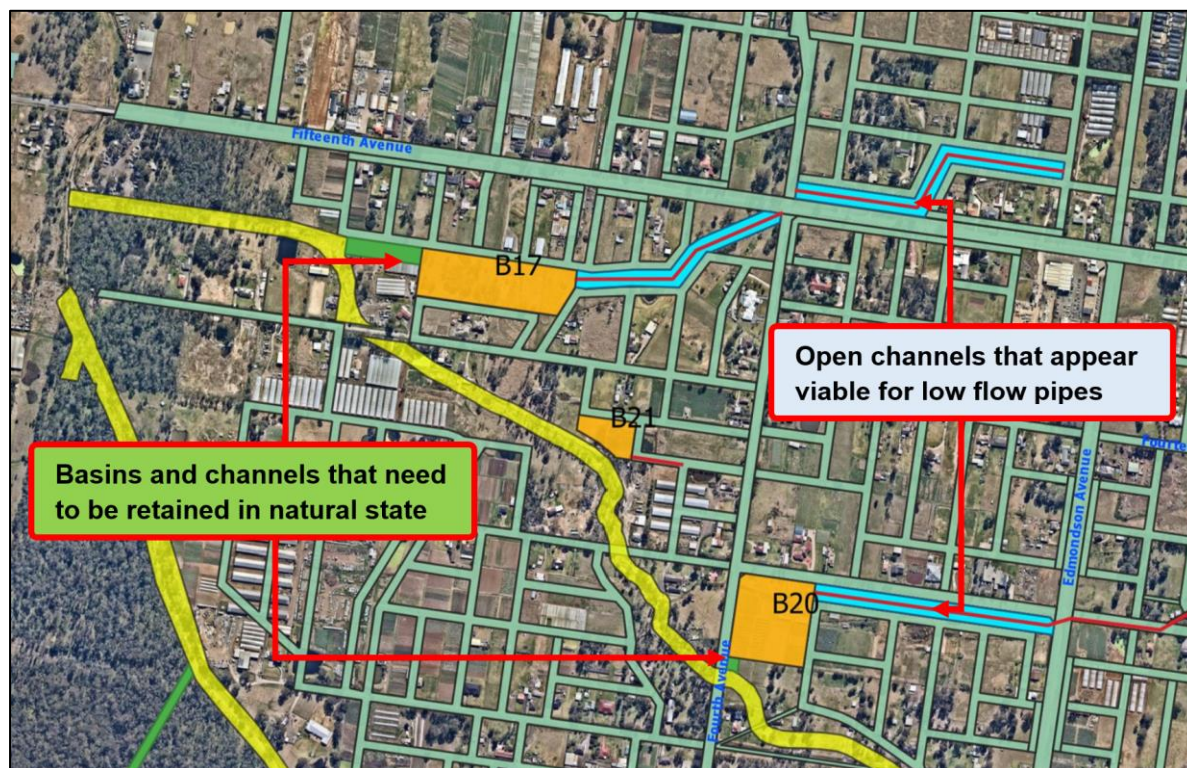 Fifteenth Avenue
B17
Open channels that appear
viable for low flow pipes
B21
Fourte
Basins and channels that need
to be retained in natural state
Edmondson Avenue
B20
Fourth Avenue